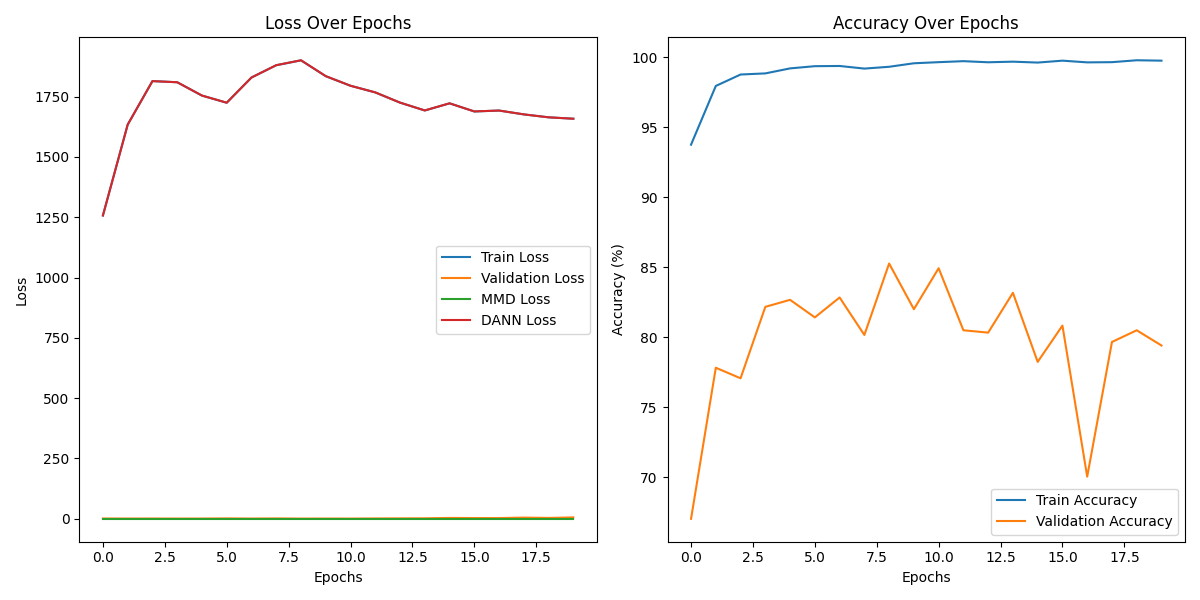 Loss Over Epochs
Loss
1750
1500
1250
1000
750
500
250
0
0.0 2.5 5.0 7.5 10.0 12.5 15.0 17.5
Epochs
Train Loss
Validation Loss
MMD Loss
DANN Loss
Accuracy Over Epochs
Accuracy (%)
100
95
90
85
80
75
70
0.0 2.5 5.0 7.5 10.0 12.5 15.0 17.5
Epochs
Train Accuracy
Validation Accuracy